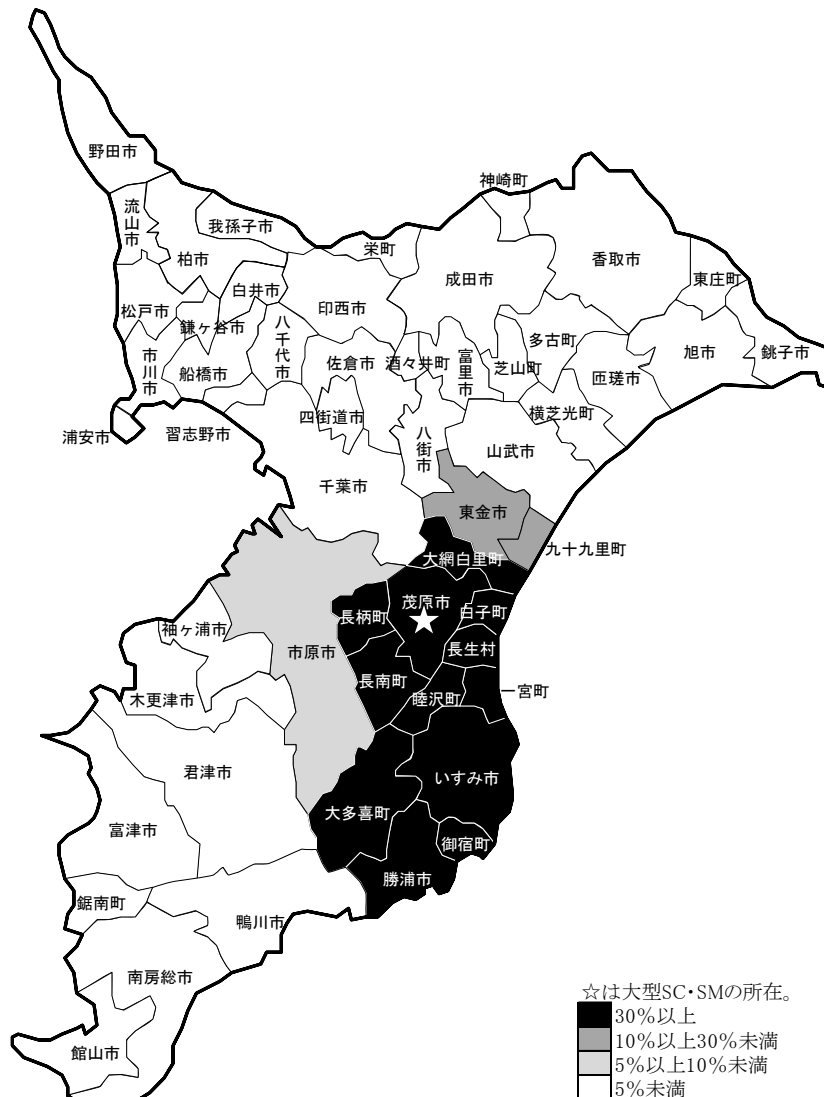 野田市
神崎町
流山市
我孫子市
柏市
栄町
成田市
香取市
東庄町
松戸市
白井市
印西市
鎌ヶ谷市
八千代市
多古町
旭市
銚子市
市川市
船橋市
佐倉市
酒々井町
富里市
芝山町
匝瑳市
浦安市
習志野市
四街道市
八街市
横芝光町
山武市
千葉市
東金市
大網白里町
九十九里町
茂原市
長柄町
白子町
袖ヶ浦市
市原市
長生村
長南町
睦沢町
一宮町
木更津市
君津市
いすみ市
大多喜町
富津市
御宿町
勝浦市
鋸南町
鴨川市
南房総市
館山市
☆は大型SC・SMの所在。
30％以上
10％以上30％未満
5％以上10％未満
5％未満